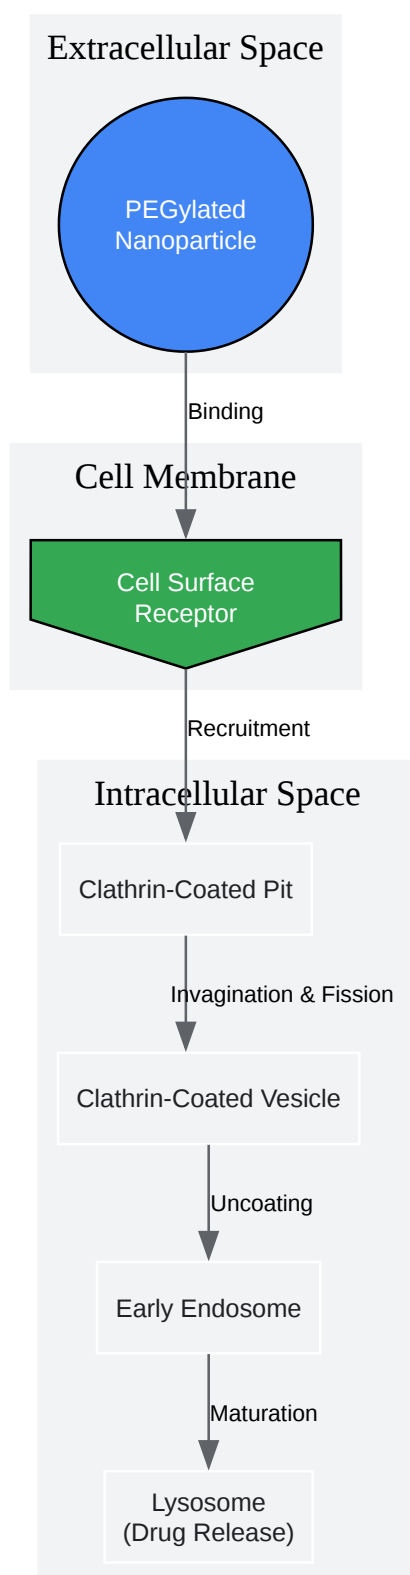 Extracellular Space
PEGylated
Nanoparticle
Binding
Cell Membrane
Cell Surface
Receptor
Recruitment
Intracellular Space
Clathrin-Coated Pit
Invagination & Fission
Clathrin-Coated Vesicle
Uncoating
Early Endosome
Maturation
Lysosome
(Drug Release)